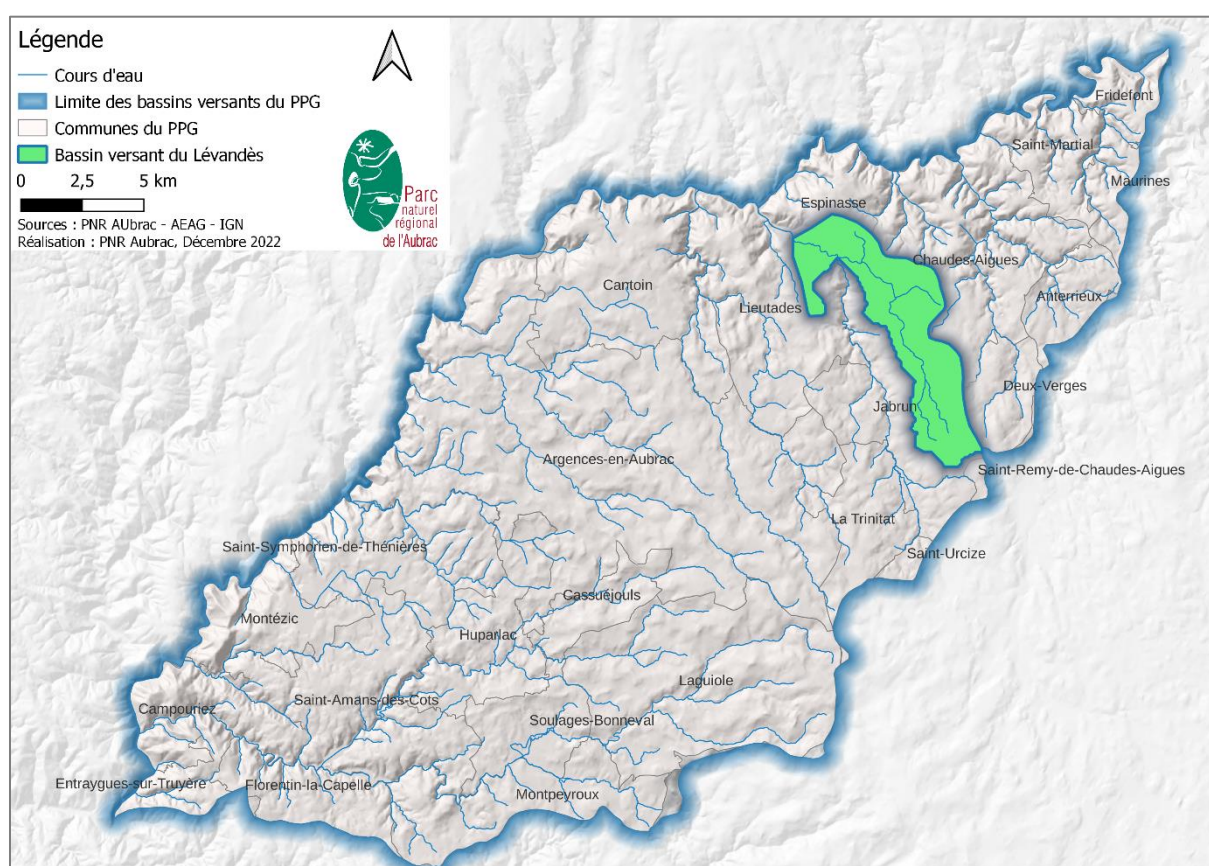 Légende
Cours d'eau
Limite des bassins versants du PPG
Communes du PPG
Bassin versant du Lévandès
0 2,5 5 km
Sources : PNR AUbrac - AEAG - IGN
Réalisation : PNR Aubrac, Décembre 2022
Parc
naturel
régional
de l'Aubrac
Fridefont
Saint-Martial
Maurines
Espinasse
Chaudes-Aigues
Cantoin
Anterrieux
Lieutades
Deux-Verges
Jabrun
Argences-en-Aubrac
Saint-Remy-de-Chaudes-Aigues
La Trinitat
Saint-Symphorien-de-Thénières
Saint-Urcize
Cassuéjouls
Montézic
Huparlac
Laguiole
Saint-Amans-des-Cots
Campouriez
Soulages-Bonneval
Entraygues-sur-Truyère
Florentin-la-Capelle
Montpeyroux